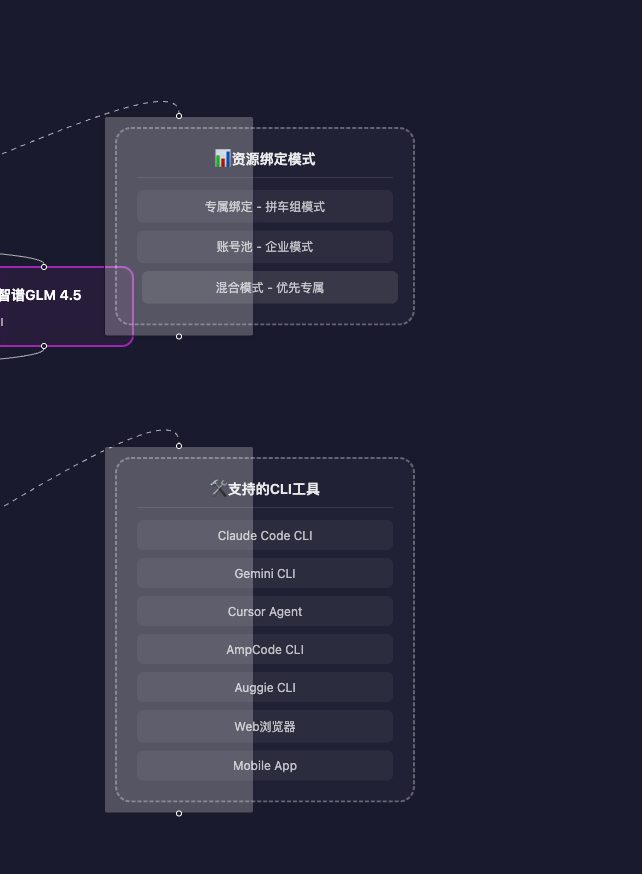 📊资源绑定模式
专属绑定 - 拼车组模式
账号池 - 企业模式
混合模式 - 优先专属
智谱GLM 4.5
🛠️支持的CLI工具
Claude Code CLI
Gemini CLI
Cursor Agent
AmpCode CLI
Auggie CLI
Web浏览器
Mobile App